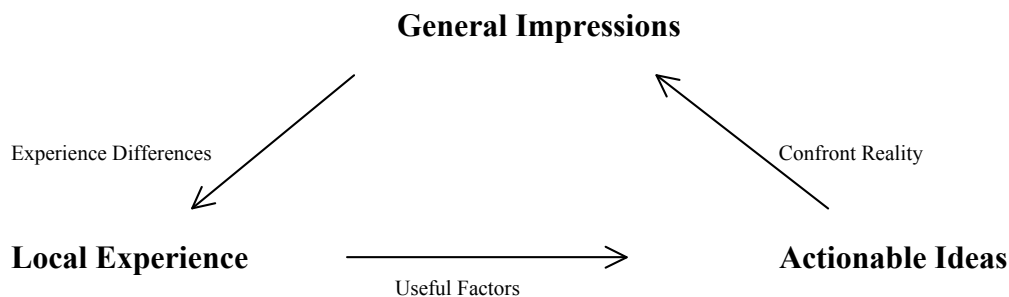 General Impressions
Experience Differences
Confront Reality
Local Experience
Actionable Ideas
Useful Factors